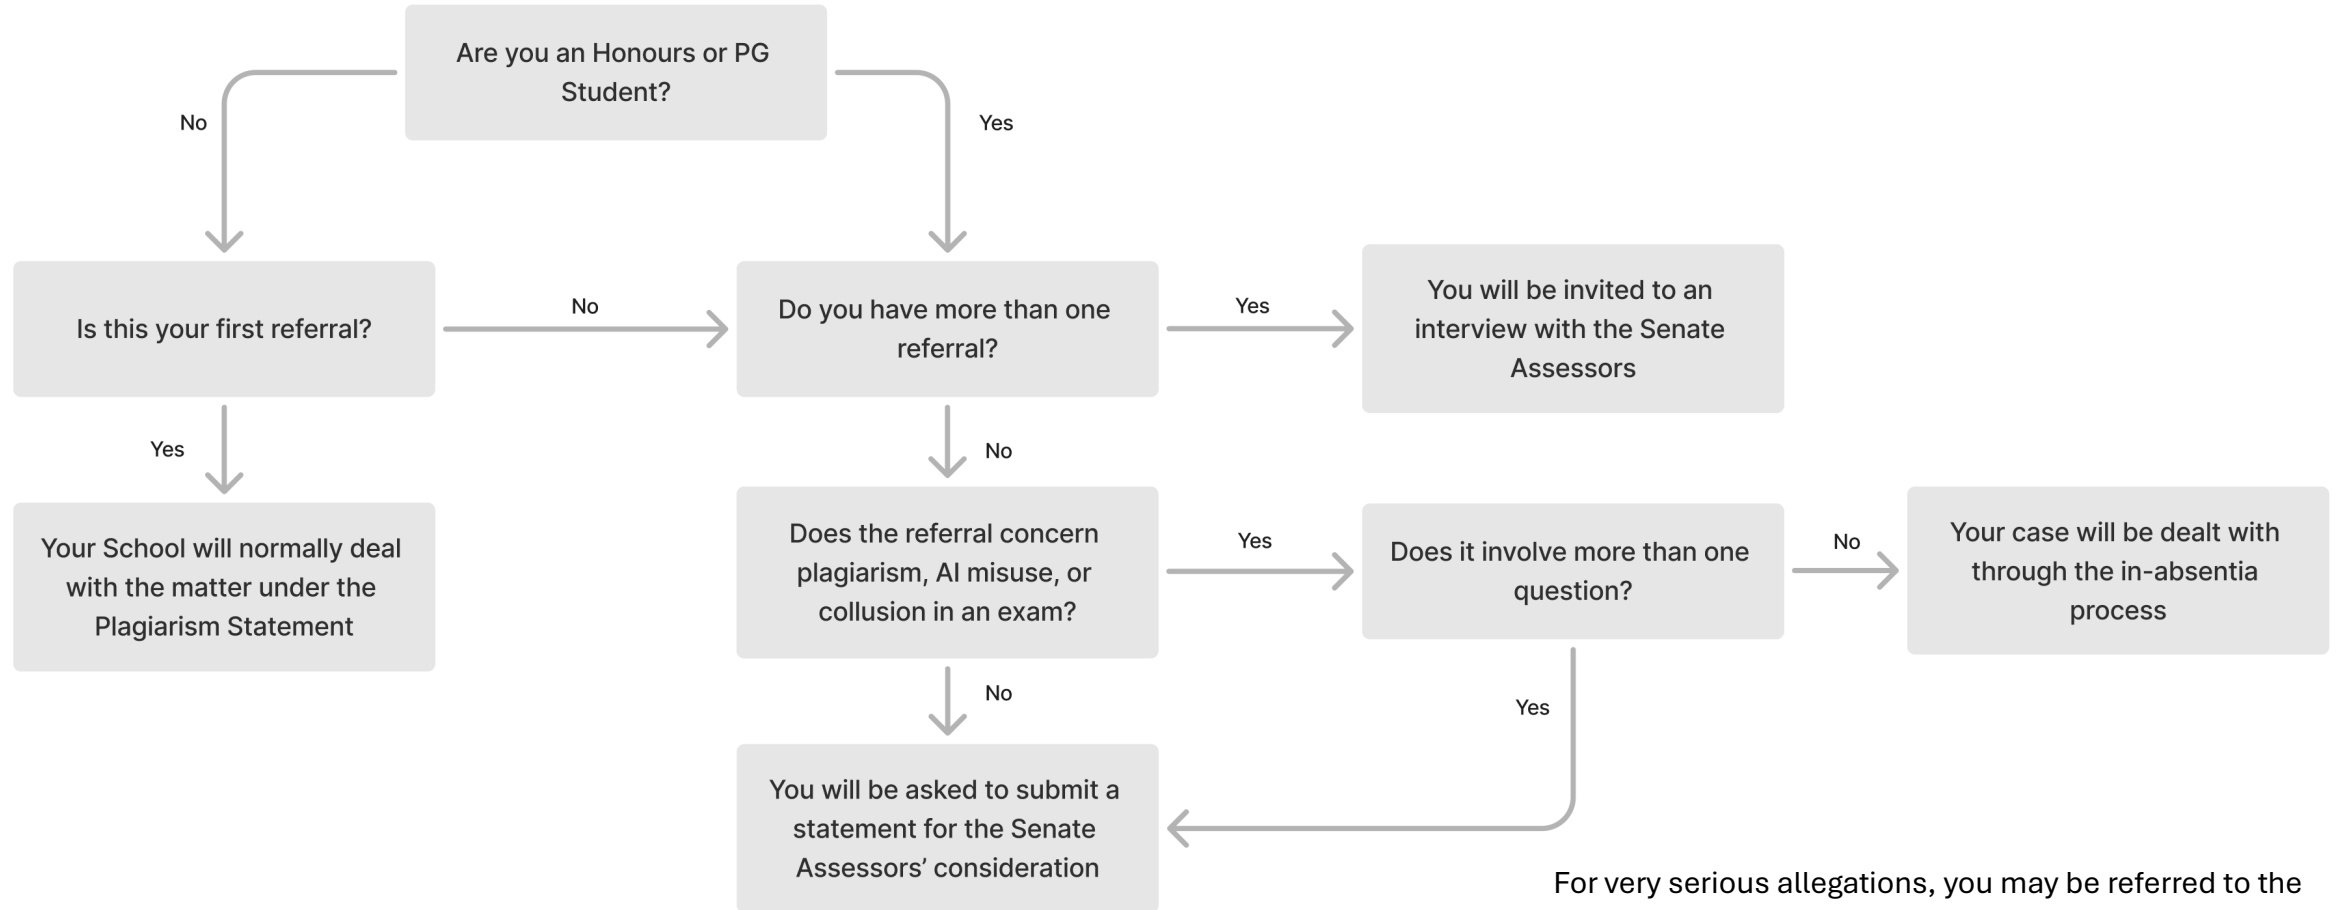 Are you an Honours or PG
Student?
No
Yes
Is this your first referral?
No
Do you have more than one
referral?
Yes
You will be invited to an
interview with the Senate
Assessors
Yes
No
Your School will normally deal
with the matter under the
Plagiarism Statement
Does the referral concern
plagiarism, AI misuse, or
collusion in an exam?
Yes
Does it involve more than one
question?
No
Your case will be dealt with
through the in-absentia
process
No
Yes
You will be asked to submit a
statement for the Senate
Assessors’ consideration
For very serious allegations, you may be referred to the